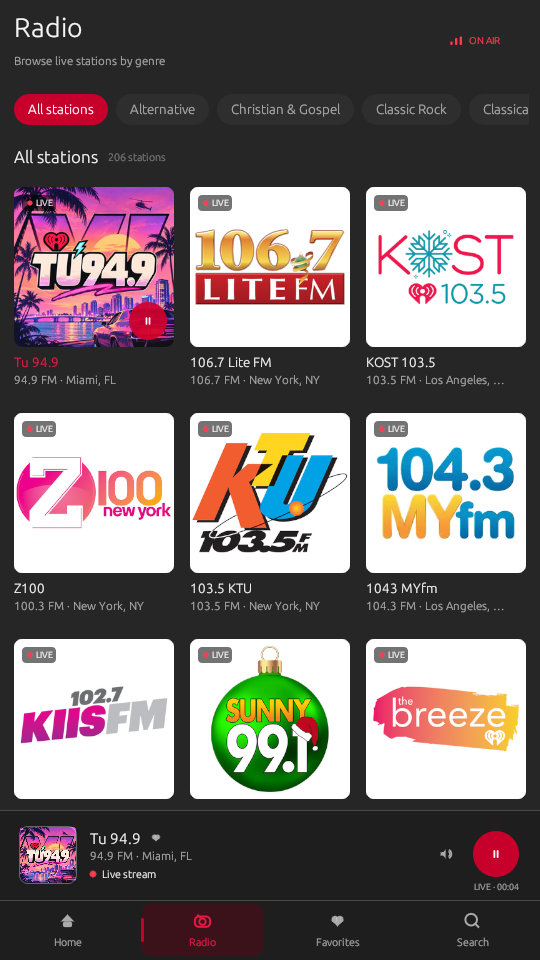 Radio
ON AIR
Browse live stations by genre
All stations
Alternative
Christian & Gospel
Classic Rock
Classica
All stations 206 stations
LIVE
TU94.9
Tu 94.9
94.9 FM · Miami, FL
LIVE
106.7
LITE FM
106.7 Lite FM
106.7 FM · New York, NY
LIVE
KOST
103.5
KOST 103.5
103.5 FM · Los Angeles, ...
LIVE
Z100
new york
Z100
100.3 FM · New York, NY
LIVE
KTU
103.5 FM
103.5 KTU
103.5 FM · New York, NY
LIVE
104.3
MYfm
1043 MYfm
104.3 FM · Los Angeles, ...
LIVE
102.7
KIIS FM
LIVE
SUNNY
99.1
LIVE
the
breeze
TU94.9
Tu 94.9
94.9 FM · Miami, FL
Live stream
LIVE · 00:04
Home
Radio
Favorites
Search